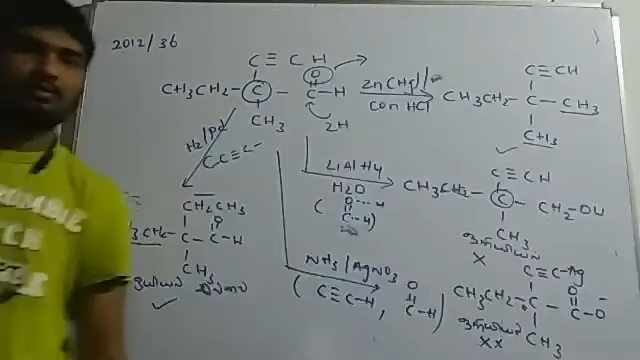 2012/36
C≡CH
CH₃CH₂-C-C-H
O
CH₃
2H
Zn(Hg)/
Con HCl
C≡CH
CH₃CH₂-C-CH₃
CH₃
H₂/Pd
C≡C-
LiAlH₄
H₂O
C≡CH
CH₃CH₂-C-CH₂-OH
CH₃
CH₂CH₃
O
C-C-H
CH₃
NH₃/AgNO₃
(C≡C-H, C-H)
O
C≡C-Ag
CH₃CH₂-C-C-O⁻
O
CH₃